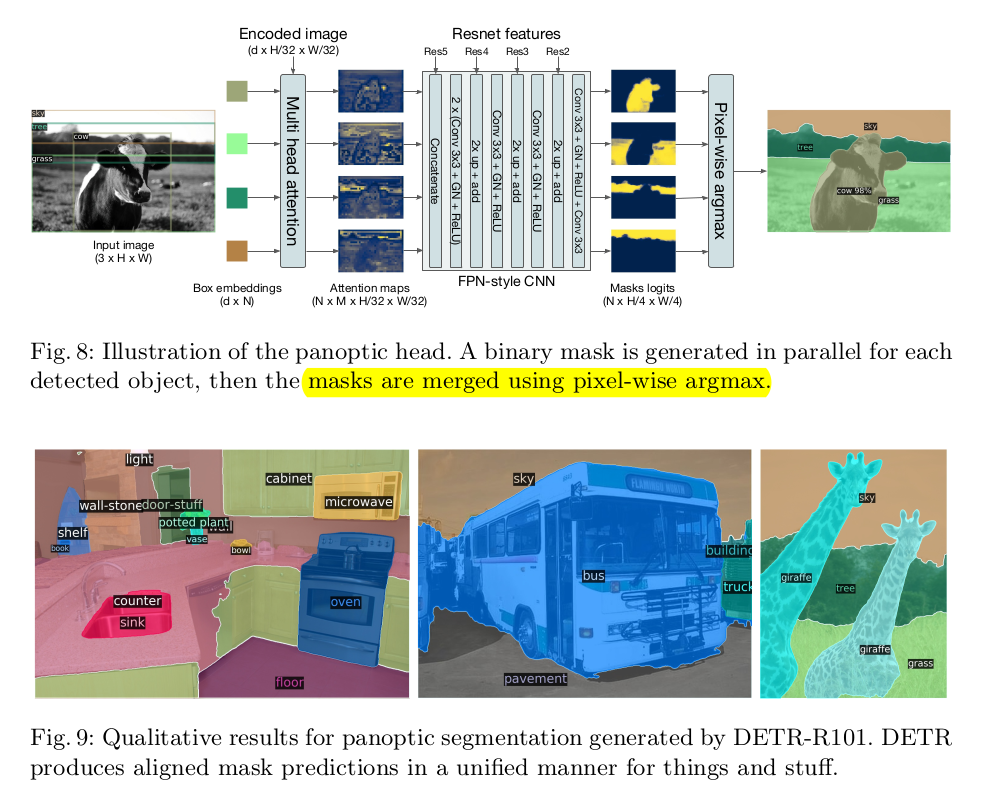 Encoded image
(d x H/32 x W/32)
Resnet features
Res5
Res4
Res3
Res2
sky
tree
cow
grass
Input image
(3 x H x W)
Box embeddings
(d x N)
Multi head attention
Attention maps
(N x M x H/32 x W/32)
Concatenate
2 x (Conv 3x3 + GN + ReLU)
2x up + add
Conv 3x3 + GN + ReLU
2x up + add
Conv 3x3 + GN + ReLU
2x up + add
Conv 3x3 + GN + ReLU + Conv 3x3
FPN-style CNN
Masks logits
(N x H/4 x W/4)
Pixel-wise argmax
sky
tree
cow 98%
grass
Fig. 8: Illustration of the panoptic head. A binary mask is generated in parallel for each
detected object, then the masks are merged using pixel-wise argmax.
light
cabinet
microwave
wall-stone
door-stuff
potted plant
wall
shelf
vase
book
bowl
counter
oven
sink
floor
sky
FLAMINGO NORTH
building
bus
truck
pavement
sky
giraffe
tree
giraffe
grass
Fig. 9: Qualitative results for panoptic segmentation generated by DETR-R101. DETR
produces aligned mask predictions in a unified manner for things and stuff.